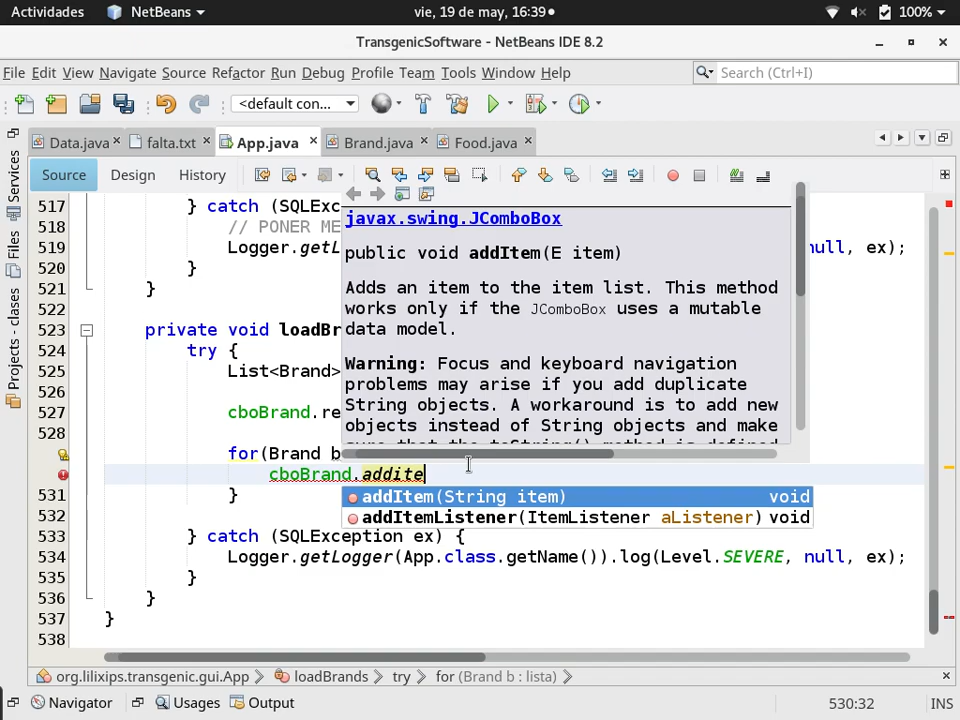 Actividades
NetBeans
vie, 19 de may, 16:39
100%
TransgenicSoftware - NetBeans IDE 8.2
File Edit View Navigate Source Refactor Run Debug Profile Team Tools Window Help
Search (Ctrl+I)
<default con...
Data.java
falta.txt
App.java
Brand.java
Food.java
Source
Design
History
Services
Files
Projects - clases
517 } catch (SQLExc
518 // PONER ME
519 Logger.getL null, ex);
520 }
521 }
522
523 private void loadBr
524 try {
525 List<Brand>
526
527 cboBrand.re
528
for(Brand b
cboBrand.addite
531 }
532
533 } catch (SQLException ex) {
534 Logger.getLogger(App.class.getName()).log(Level.SEVERE, null, ex);
535 }
536 }
537 }
538
javax.swing.JComboBox
public void addItem(E item)
Adds an item to the item list. This method
works only if the JComboBox uses a mutable
data model.
Warning: Focus and keyboard navigation
problems may arise if you add duplicate
String objects. A workaround is to add new
objects instead of String objects and make
sure that the toString() method is defined
addItem(String item) void
addItemListener(ItemListener aListener) void
org.lilixips.transgenic.gui.App
loadBrands
try
for (Brand b : lista)
Navigator
Usages
Output
530:32
INS